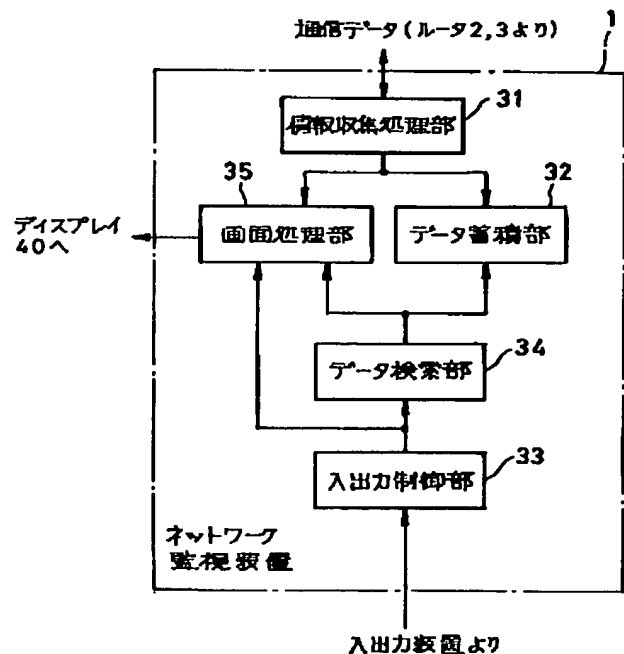 通信データ(ルータ2,3より)
1
情報収集処理部
31
35
32
ディスプレイ
40へ
画面処理部
データ蓄積部
34
データ検索部
33
入出力制御部
ネットワーク
監視装置
入出力装置より